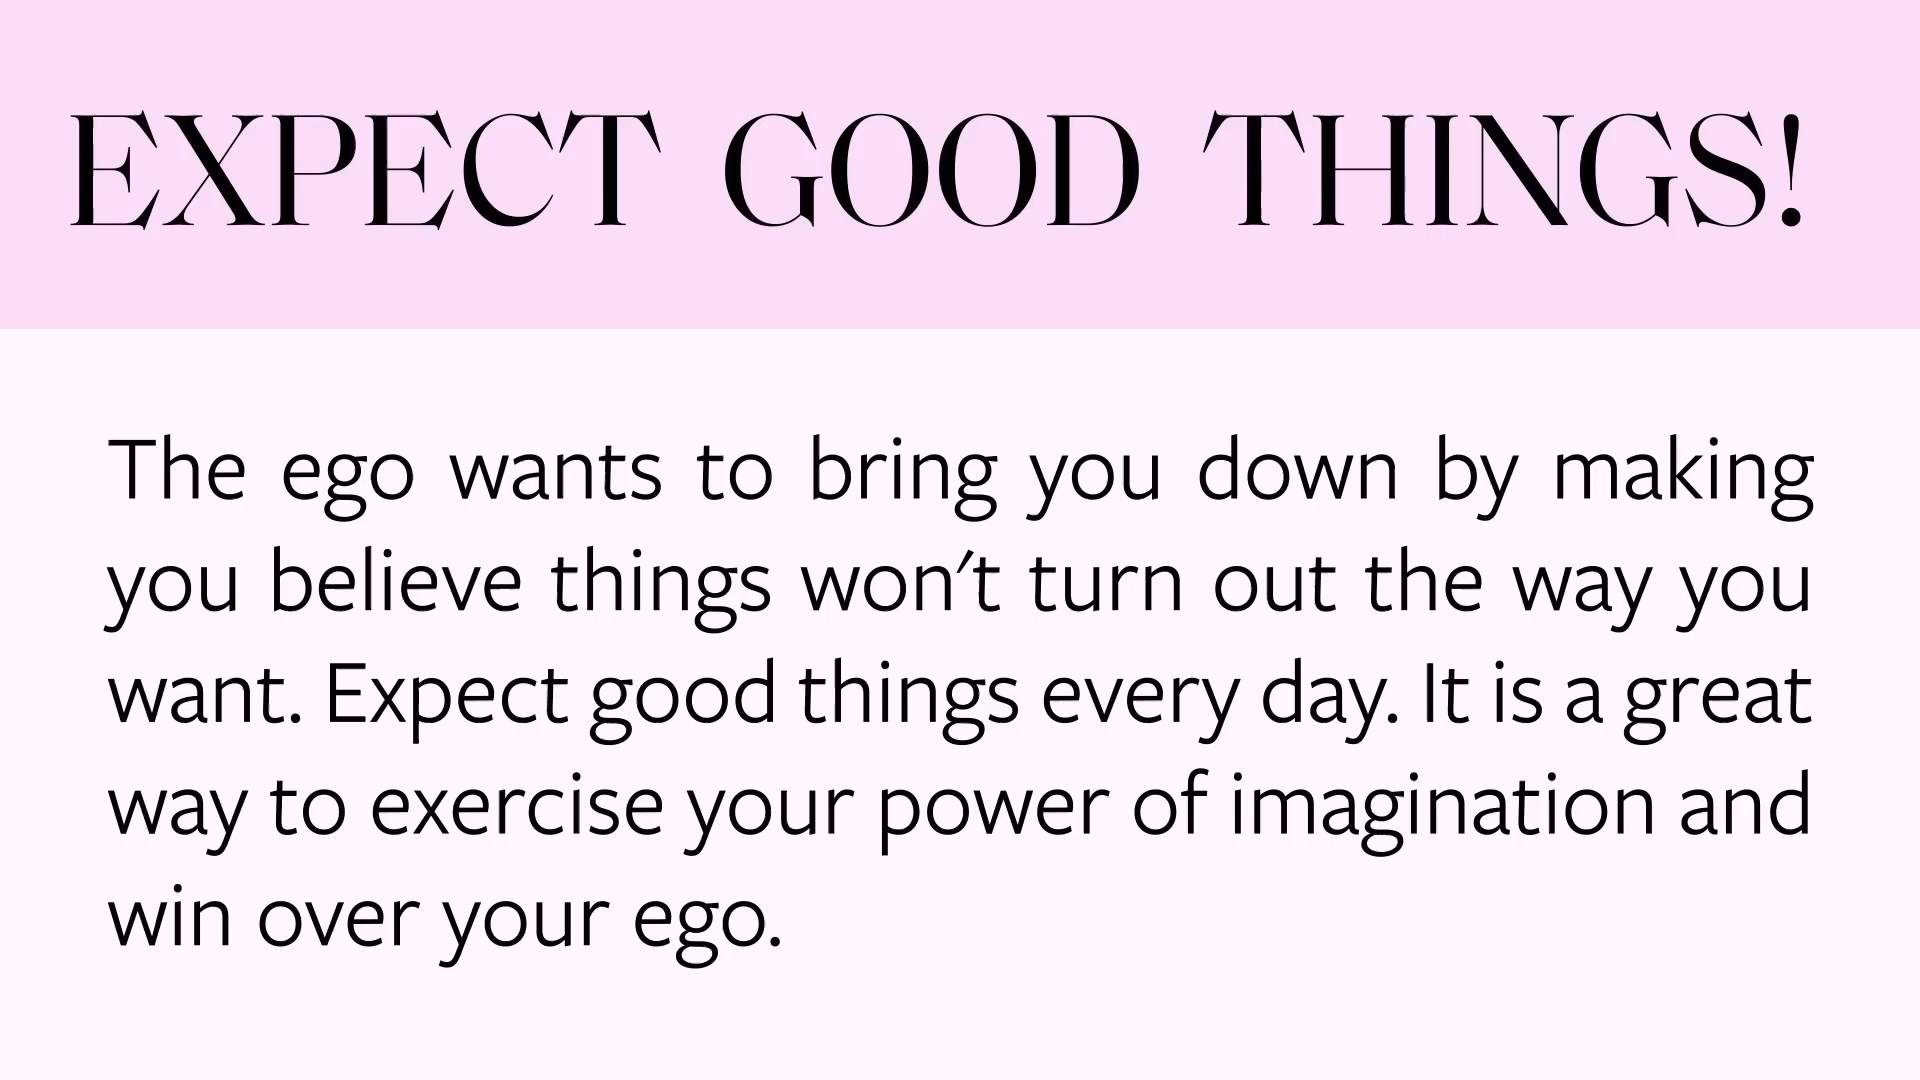 EXPECT GOOD THINGS!
The ego wants to bring you down by making
you believe things won't turn out the way you
want. Expect good things every day. It is a great
way to exercise your power of imagination and
win over your ego.